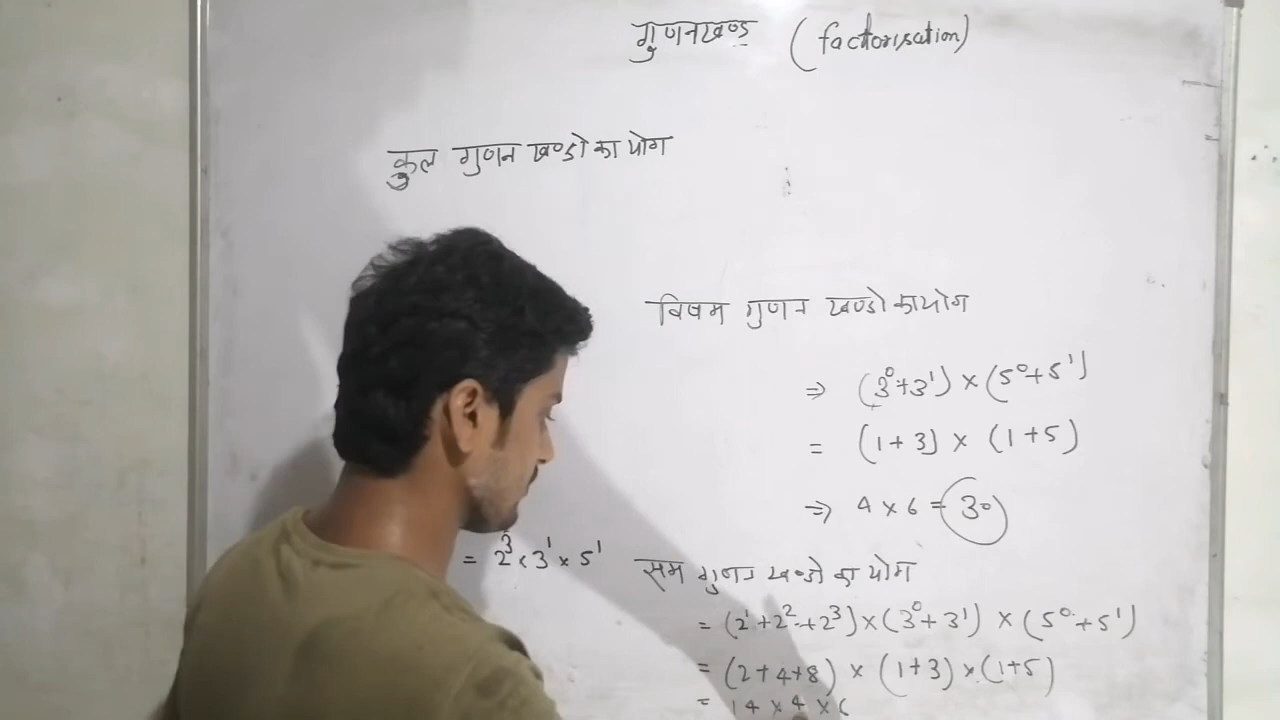 गुणनखण्ड (factorisation)
कुल गुणन खण्डो का योग
विषम गुणन खण्डो का योग
⇒ (3⁰+3¹) × (5⁰+5¹)
= (1+3) × (1+5)
⇒ 4 × 6 = 30
= 2³ × 3¹ × 5¹
सम गुणन खण्डो का योग
= (2¹+2²+2³) × (3⁰+3¹) × (5⁰+5¹)
= (2+4+8) × (1+3) × (1+5)
= 14 × 4 × 6